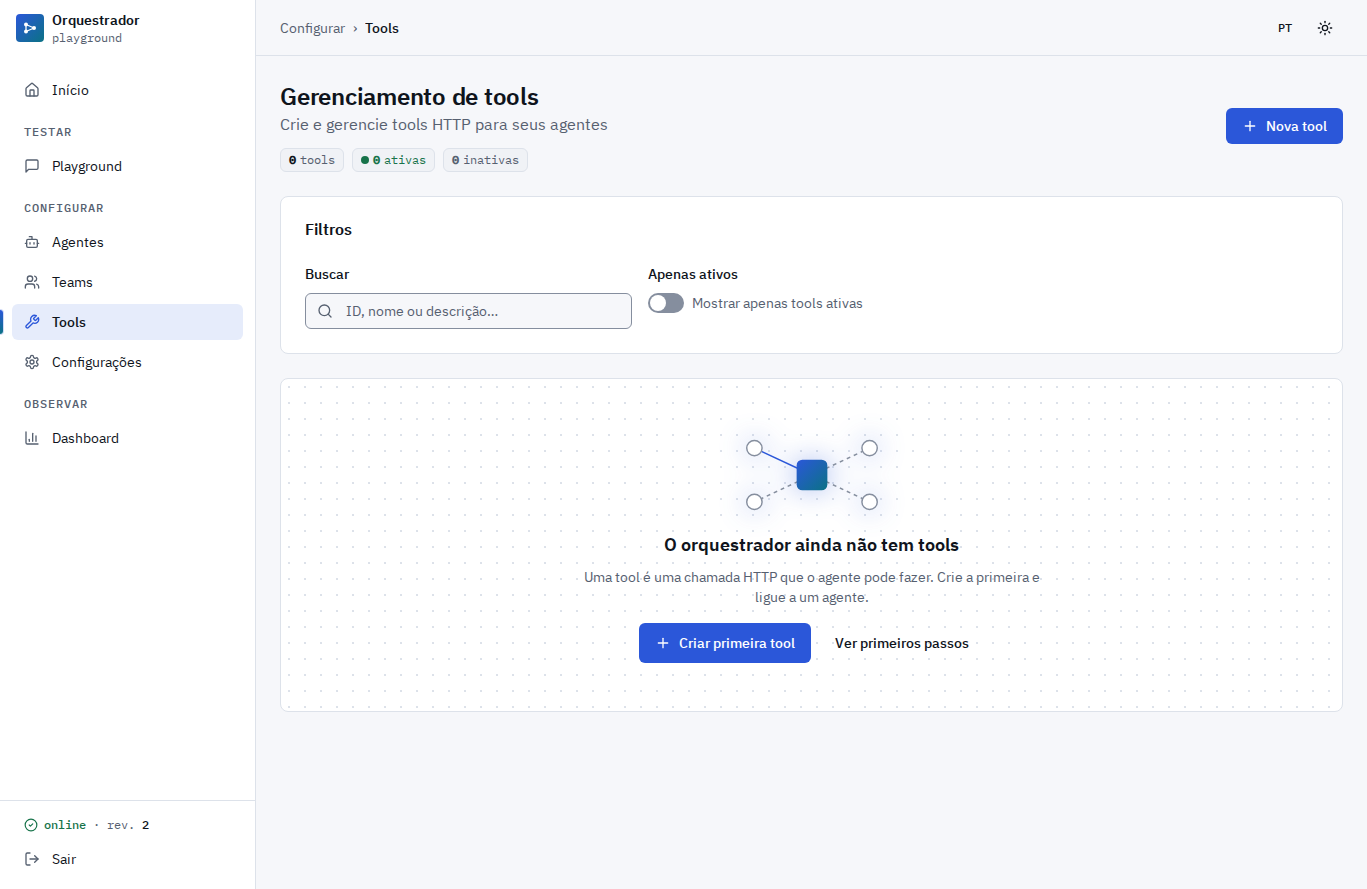 Orquestrador
playground
Início
TESTAR
Playground
CONFIGURAR
Agentes
Teams
Tools
Configurações
OBSERVAR
Dashboard
online · rev. 2
Sair
Configurar › Tools
PT
Gerenciamento de tools
Crie e gerencie tools HTTP para seus agentes
0 tools
0 ativas
0 inativas
Nova tool
Filtros
Buscar
ID, nome ou descrição...
Apenas ativos
Mostrar apenas tools ativas
O orquestrador ainda não tem tools
Uma tool é uma chamada HTTP que o agente pode fazer. Crie a primeira e
ligue a um agente.
Criar primeira tool
Ver primeiros passos